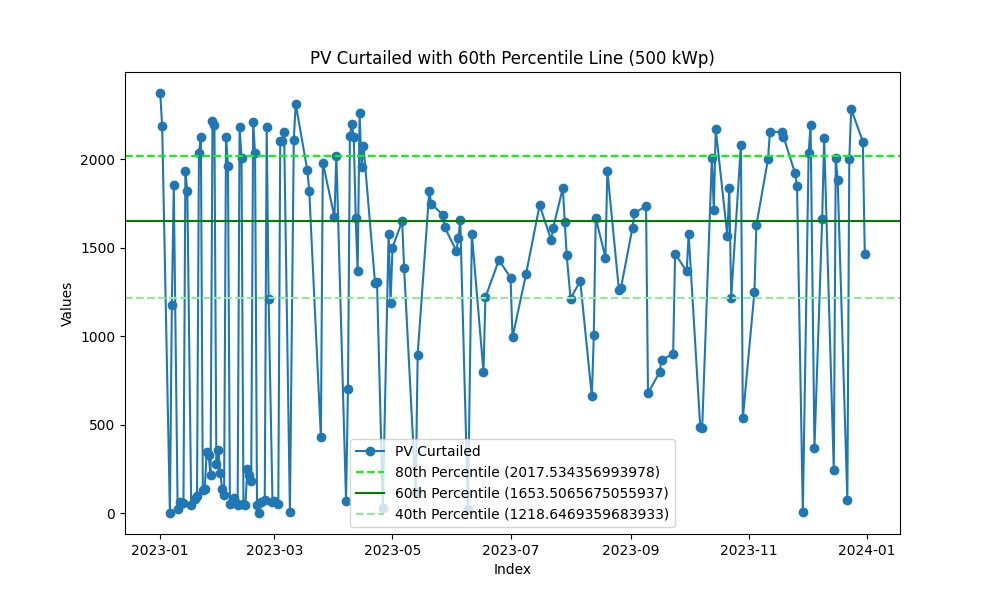 PV Curtailed with 60th Percentile Line (500 kWp)
Values
2000
1500
1000
500
0
PV Curtailed
80th Percentile (2017.534356993978)
60th Percentile (1653.5065675055937)
40th Percentile (1218.6469359683933)
2023-01 2023-03 2023-05 2023-07 2023-09 2023-11 2024-01
Index